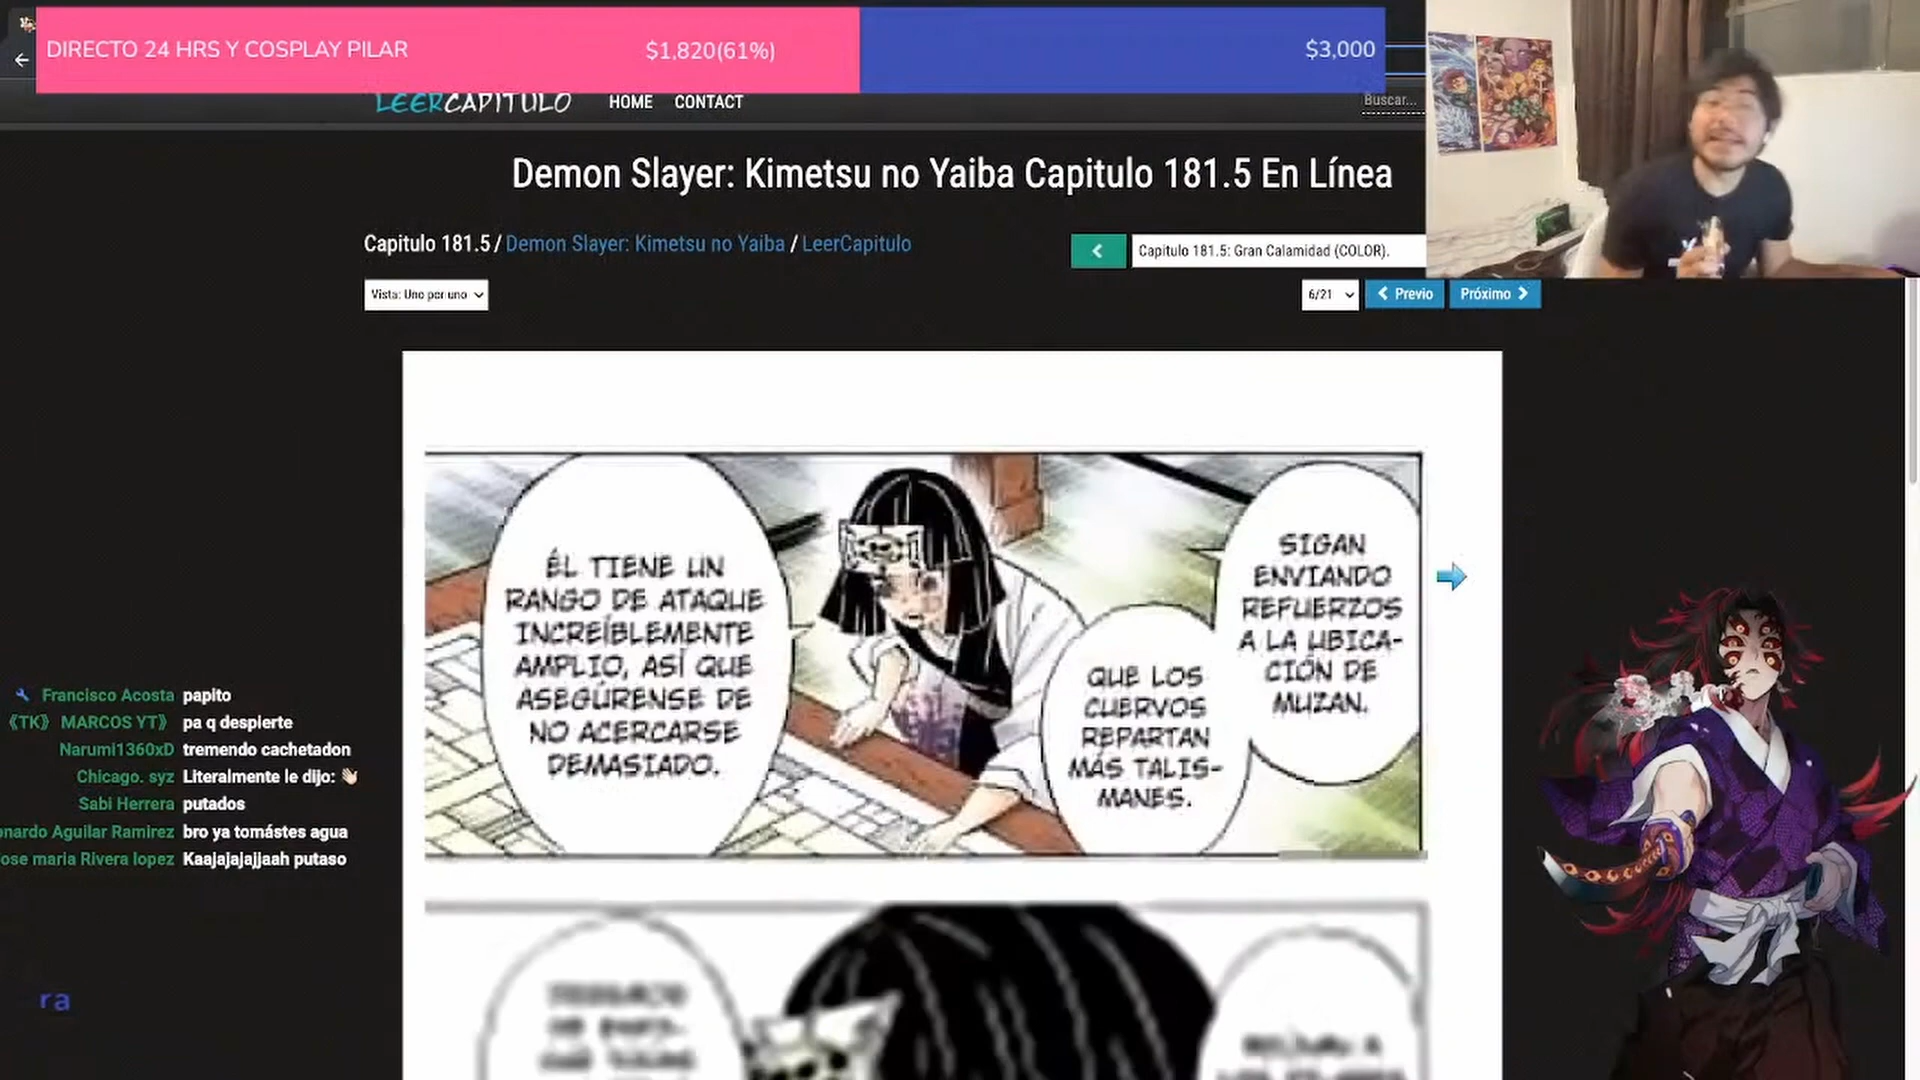 DIRECTO 24 HRS Y COSPLAY PILAR
$1,820(61%)
$3,000
LEERCAPITULO
HOME
CONTACT
Buscar...
Demon Slayer: Kimetsu no Yaiba Capitulo 181.5 En Línea
Capitulo 181.5 / Demon Slayer: Kimetsu no Yaiba / LeerCapitulo
Capitulo 181.5: Gran Calamidad (COLOR).
Vista: Uno por uno
6/21
Previo
Próximo
SIGAN
ENVIANDO
REFUERZOS
A LA UBICA-
CIÓN DE
MUZAN.
QUE LOS
CUERVOS
REPARTAN
MÁS TALIS-
MANES.
ÉL TIENE UN
RANGO DE ATAQUE
INCREÍBLEMENTE
AMPLIO, ASÍ QUE
ASEGÚRENSE DE
NO ACERCARSE
DEMASIADO.
Francisco Acosta papito
《TK》 MARCOS YT》 pa q despierte
Narumi1360xD tremendo cachetadon
Chicago. syz Literalmente le dijo: 👋🏻
Sabi Herrera putados
onardo Aguilar Ramirez bro ya tomástes agua
ose maria Rivera lopez Kaajajajajjaah putaso
ra